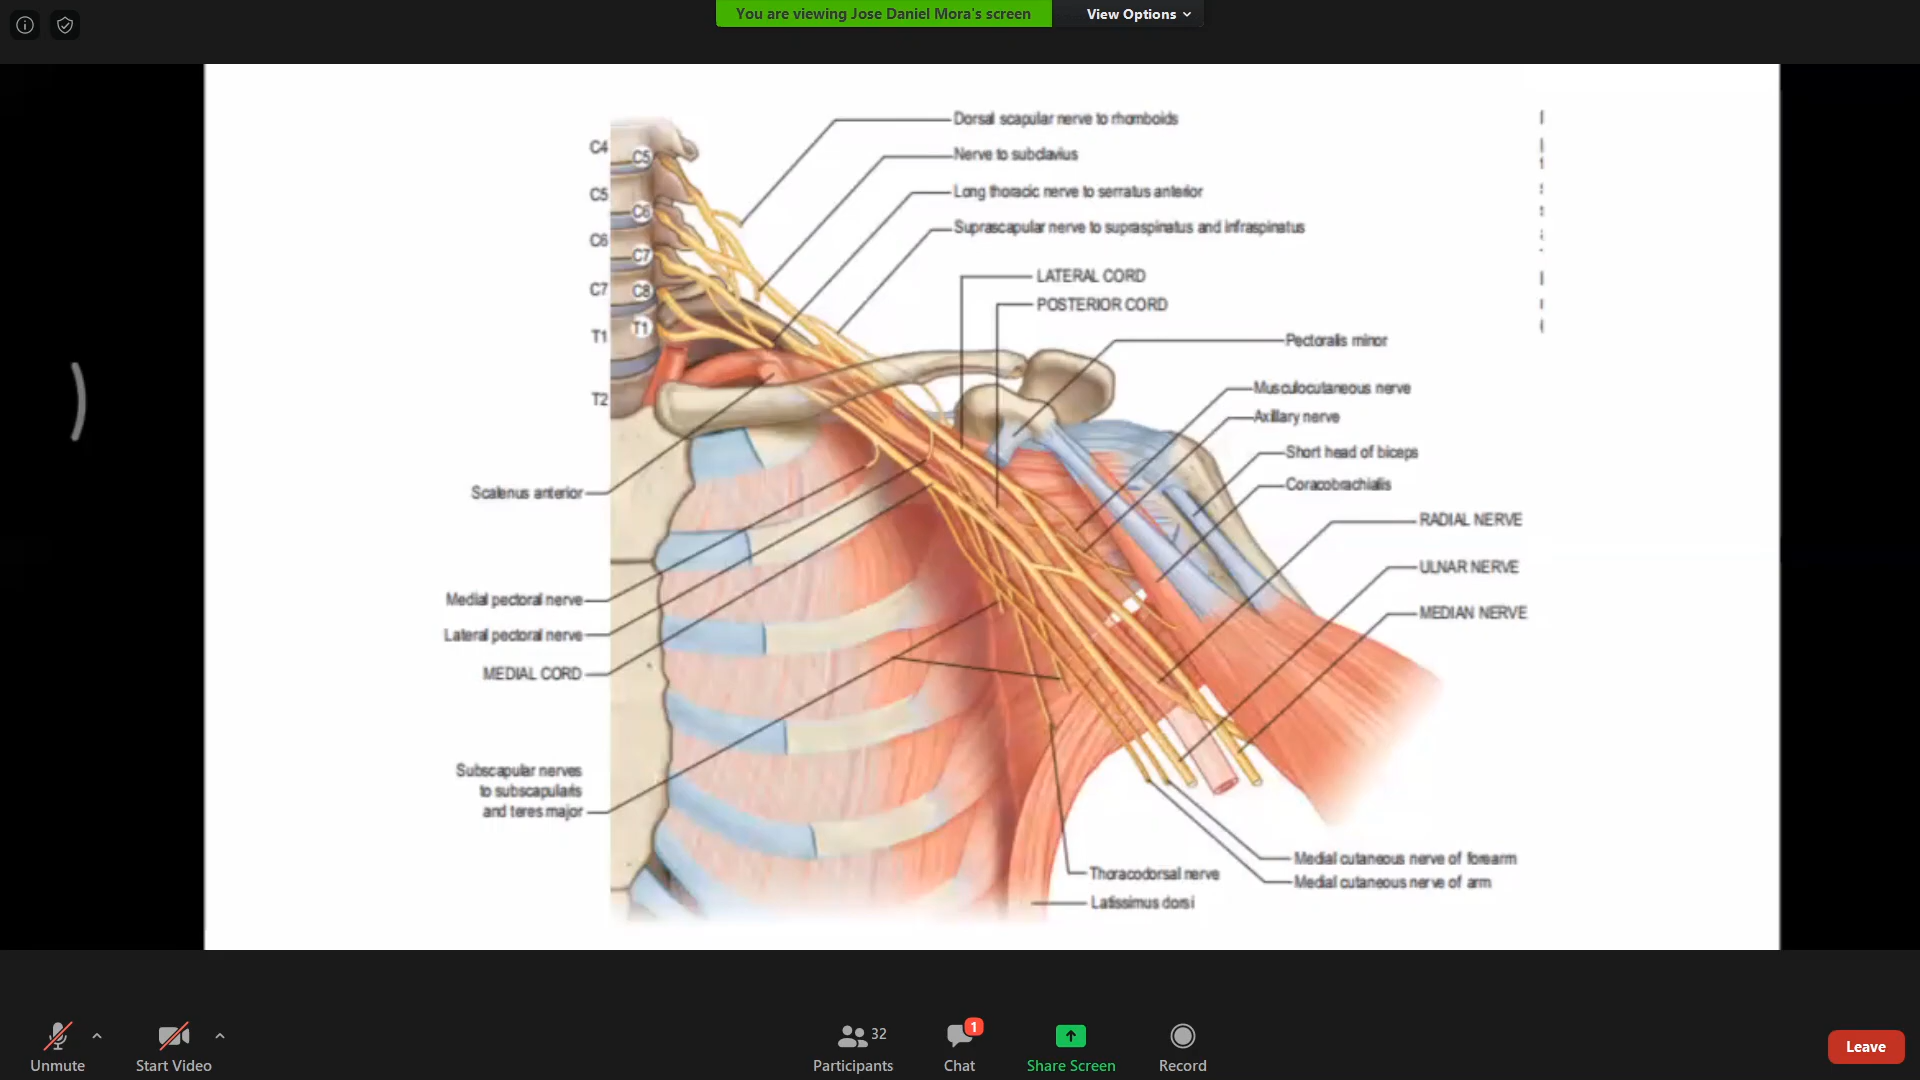 You are viewing Jose Daniel Mora's screen
View Options
Dorsal scapular nerve to rhomboids
C4
C5
Nerve to subclavius
C5
Long thoracic nerve to serratus anterior
C6
Suprascapular nerve to supraspinatus and infraspinatus
C6
C7
LATERAL CORD
C7
C8
POSTERIOR CORD
T1
T1
Pectoralis minor
Musculocutaneous nerve
T2
Axillary nerve
Short head of biceps
Coracobrachialis
Scalenus anterior
RADIAL NERVE
ULNAR NERVE
Medial pectoral nerve
MEDIAN NERVE
Lateral pectoral nerve
MEDIAL CORD
Subscapular nerves
to subscapularis
and teres major
Medial cutaneous nerve of forearm
Thoracodorsal nerve
Medial cutaneous nerve of arm
Latissimus dorsi
32
1
Unmute
Start Video
Participants
Chat
Share Screen
Record
Leave